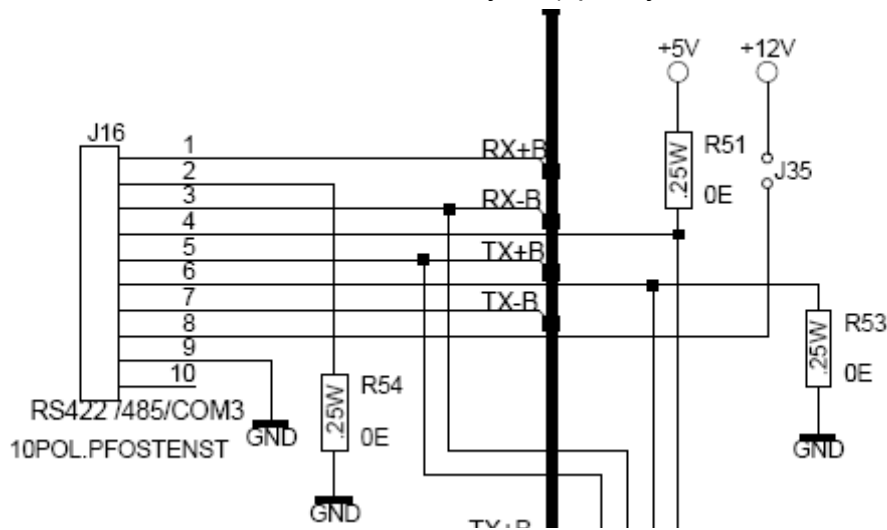 +5V
+12V
J16
1
2
3
4
5
6
7
8
9
10
RX+B
RX-B
TX+B
TX-B
.25W
R51
0E
J35
.25W
R53
0E
.25W
R54
0E
RS422 /485/COM3
10POL.PFOSTENST
GND
GND
GND
TX+B